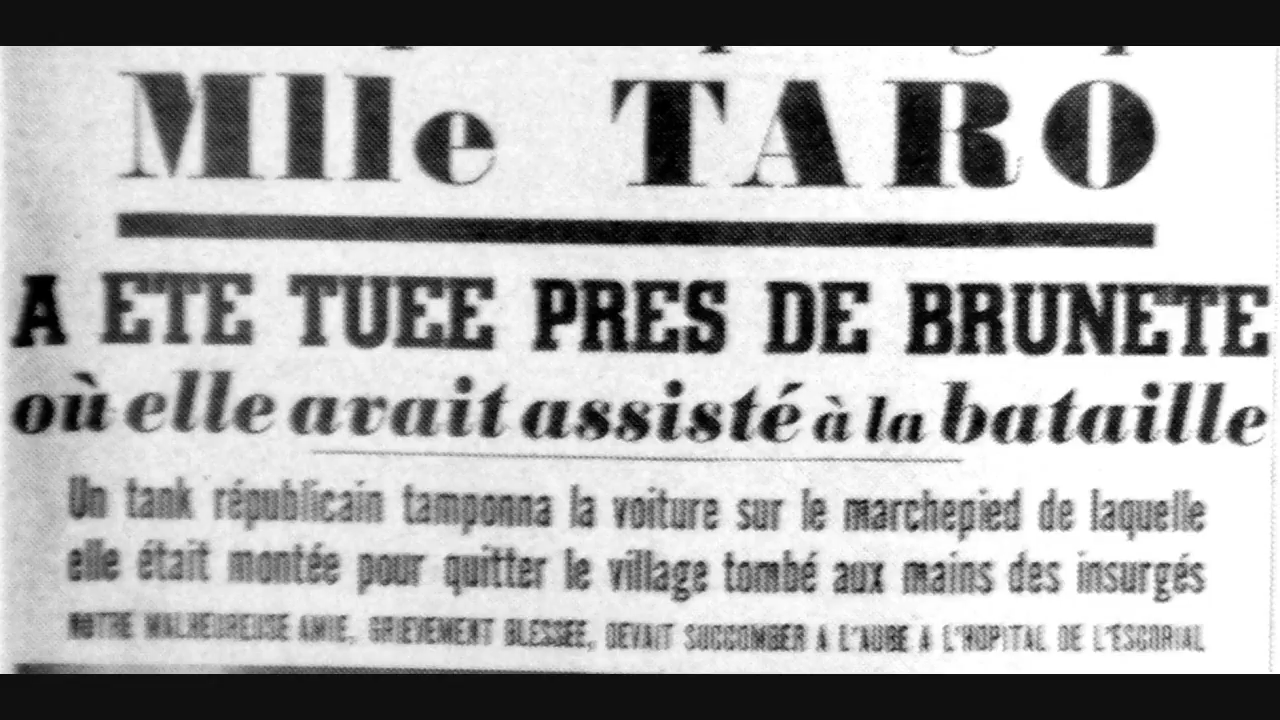 Mlle TARO
A ETE TUEE PRES DE BRUNETE
où elle avait assisté à la bataille
Un tank républicain tamponna la voiture sur le marchepied de laquelle
elle était montée pour quitter le village tombé aux mains des insurgés
NOTRE MALHEUREUSE AMIE, GRIEVEMENT BLESSEE, DEVAIT SUCCOMBER A L'AUBE A L'HOPITAL DE L'ESCORIAL